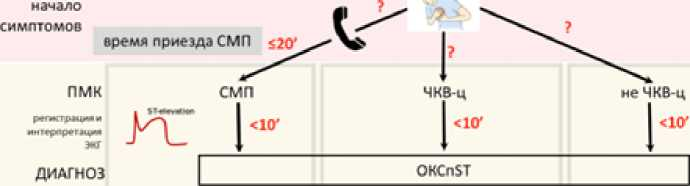 начало
симптомов
?
?
?
время приезда СМП ≤20'
ПМК
СМП
ЧКВ-ц
не ЧКВ-ц
регистрация и
интерпретация
ЭКГ
ST-elevation
<10'
<10'
<10'
ДИАГНОЗ
ОКСпST